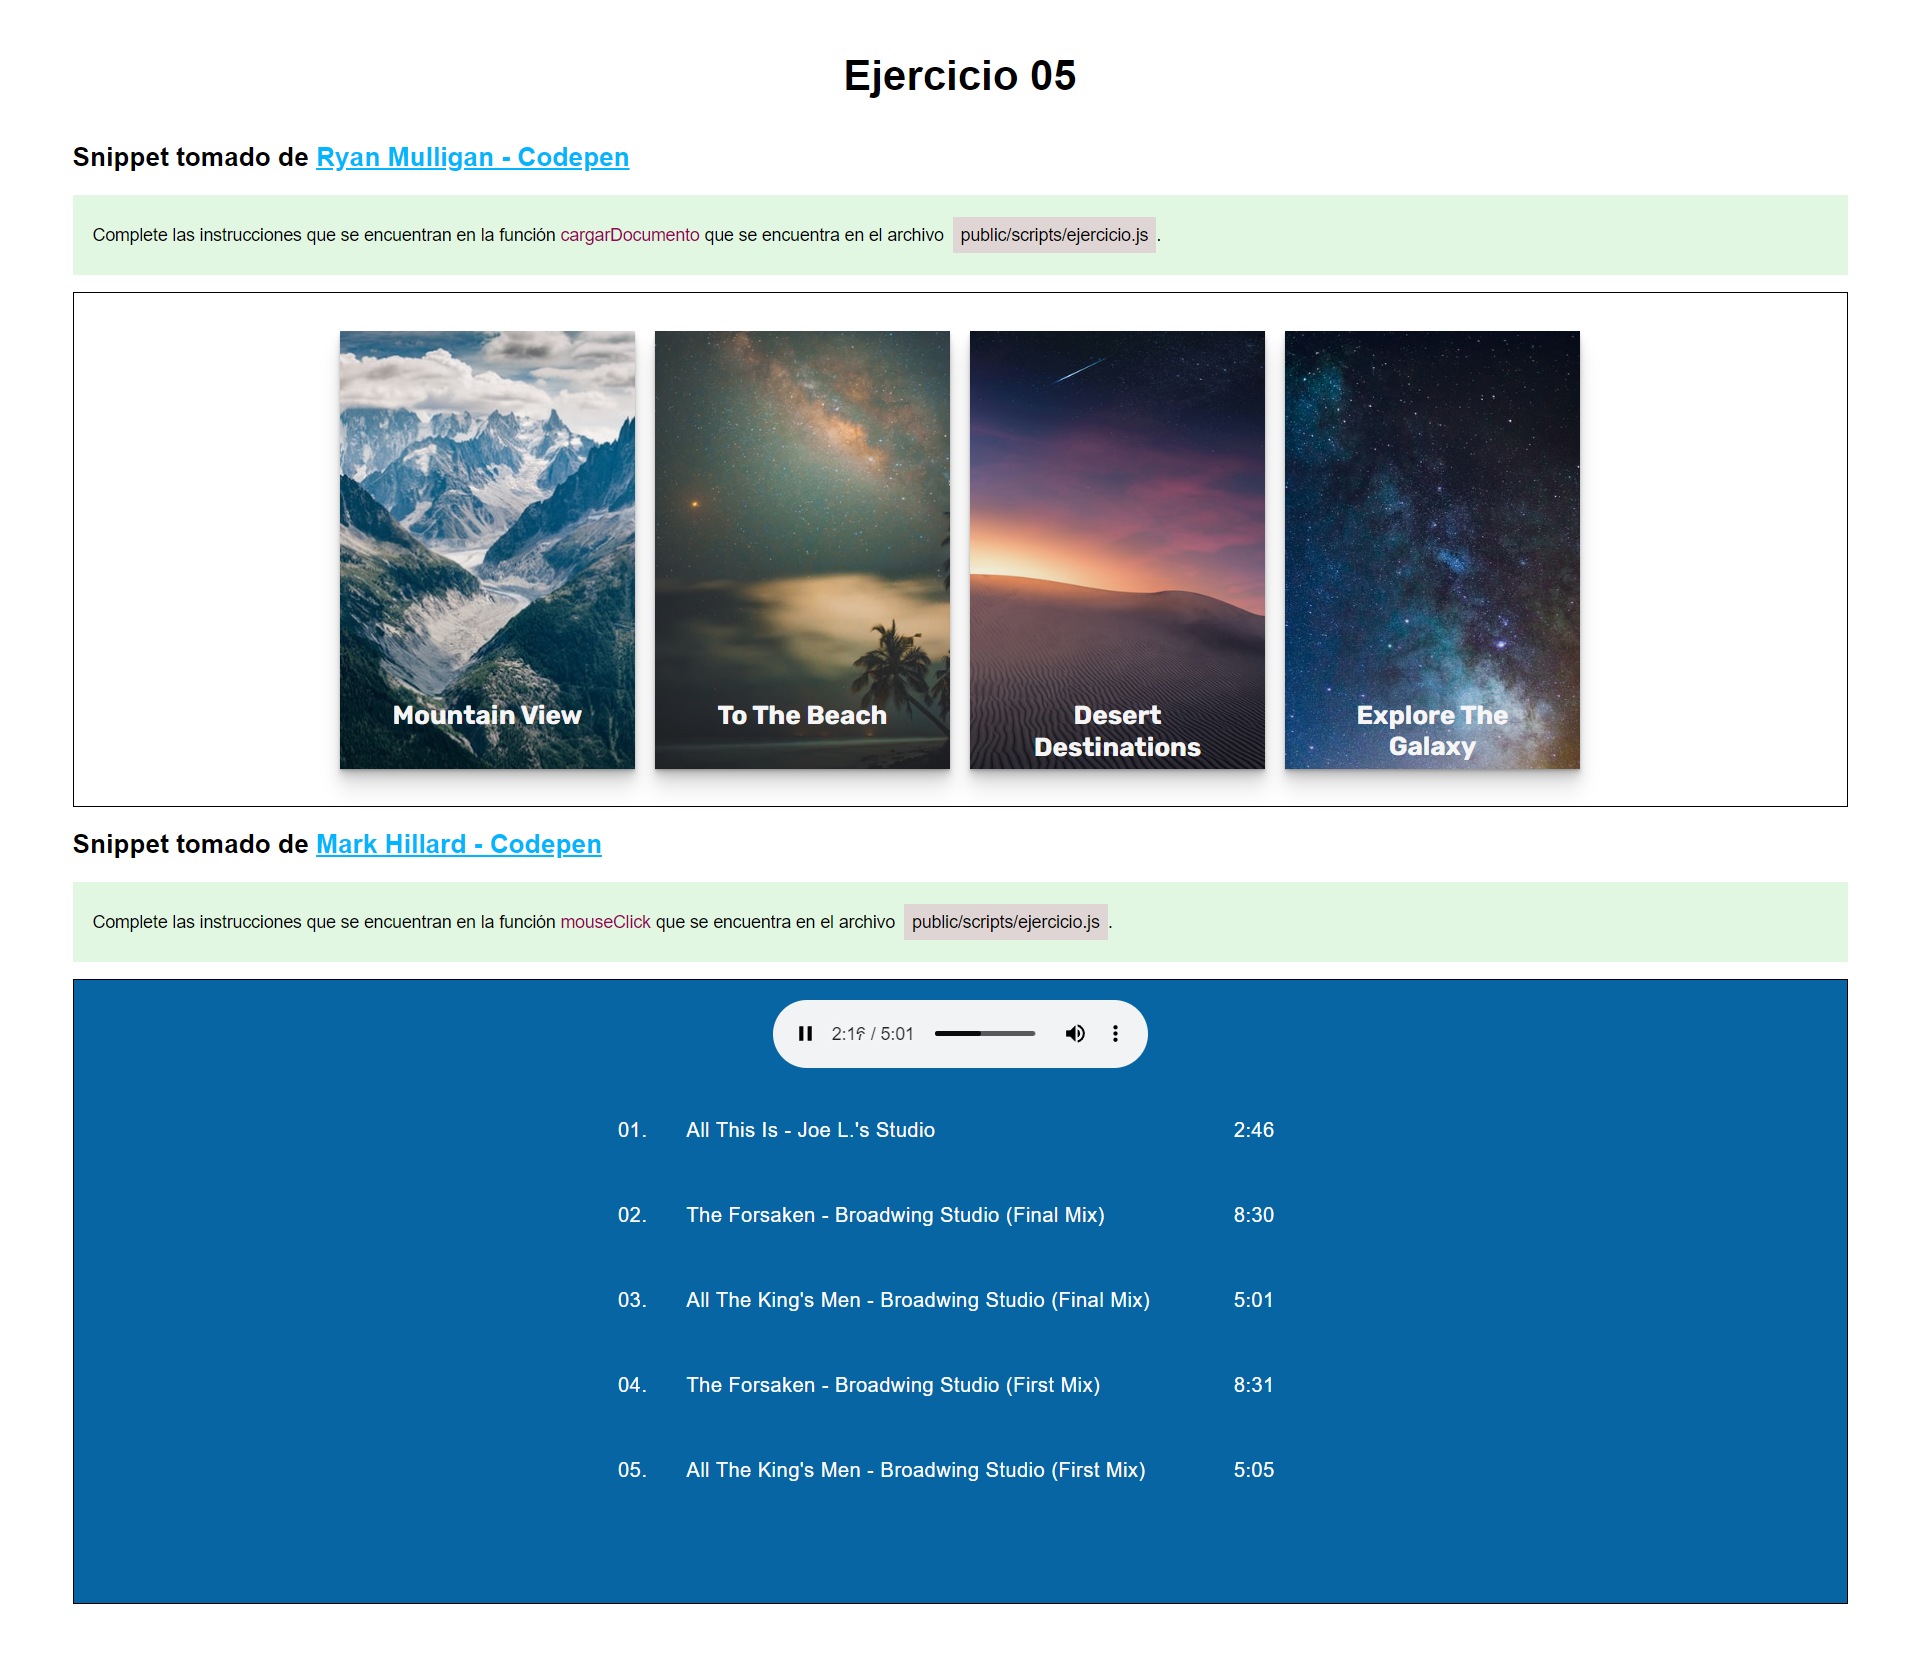 Ejercicio 05
Snippet tomado de Ryan Mulligan - Codepen
Complete las instrucciones que se encuentran en la función cargarDocumento que se encuentra en el archivo public/scripts/ejercicio.js .
Mountain View
To The Beach
Desert
Destinations
Explore The
Galaxy
Snippet tomado de Mark Hillard - Codepen
Complete las instrucciones que se encuentran en la función mouseClick que se encuentra en el archivo public/scripts/ejercicio.js .
/ 5:01
01. All This Is - Joe L.'s Studio 2:46
02. The Forsaken - Broadwing Studio (Final Mix) 8:30
03. All The King's Men - Broadwing Studio (Final Mix) 5:01
04. The Forsaken - Broadwing Studio (First Mix) 8:31
05. All The King's Men - Broadwing Studio (First Mix) 5:05